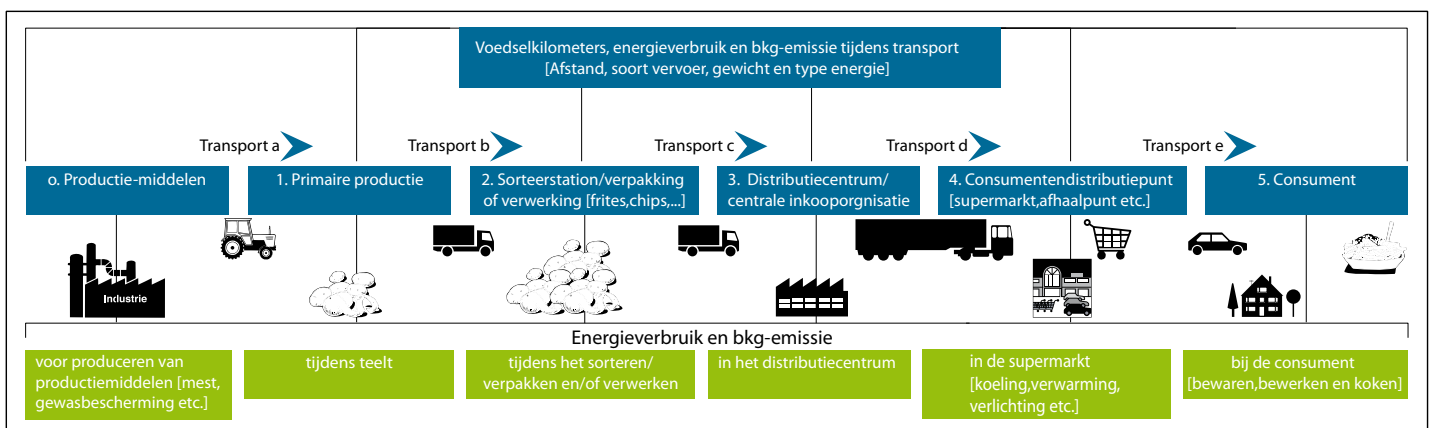 Voedselkilometers, energieverbruik en bkg-emissie tijdens transport
[Afstand, soort vervoer, gewicht en type energie]
Transport a
Transport b
Transport c
Transport d
Transport e
0. Productie-middelen
1. Primaire productie
2. Sorteerstation/verpakking
of verwerking [frites,chips,...]
3. Distributiecentrum/
centrale inkooporgnisatie
4. Consumentendistributiepunt
[supermarkt,afhaalpunt etc.]
5. Consument
Industrie
Energieverbruik en bkg-emissie
voor produceren van
productiemiddelen [mest,
gewasbescherming etc.]
tijdens teelt
tijdens het sorteren/
verpakken en/of verwerken
in het distributiecentrum
in de supermarkt
[koeling,verwarming,
verlichting etc.]
bij de consument
[bewaren,bewerken en koken]